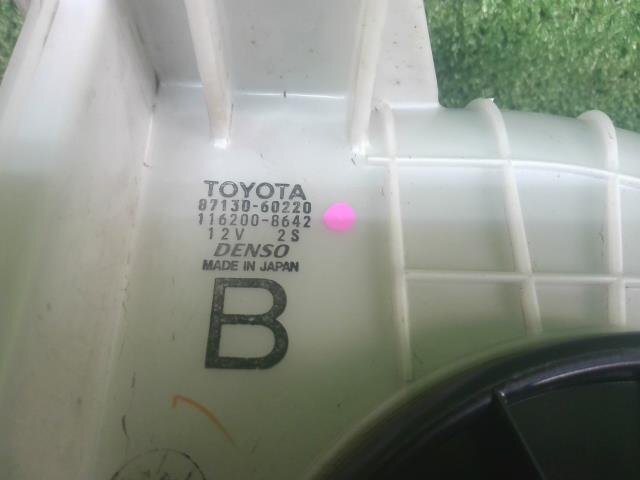 TOYOTA
87130-60220
116200-8642
12V 2S
DENSO
MADE IN JAPAN
B